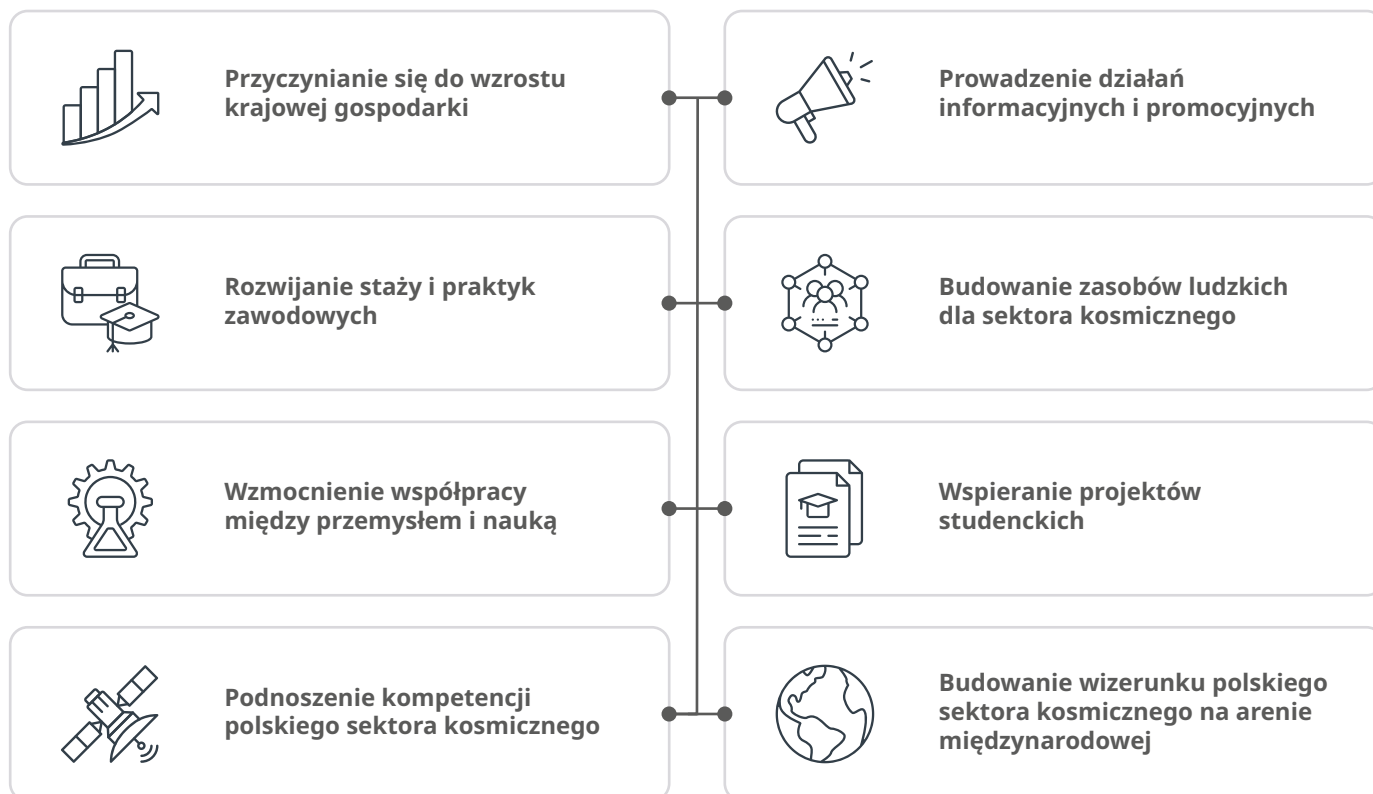 Przyczynianie się do wzrostu
krajowej gospodarki
Prowadzenie działań
informacyjnych i promocyjnych
Rozwijanie staży i praktyk
zawodowych
Budowanie zasobów ludzkich
dla sektora kosmicznego
Wzmocnienie współpracy
między przemysłem i nauką
Wspieranie projektów
studenckich
Podnoszenie kompetencji
polskiego sektora kosmicznego
Budowanie wizerunku polskiego
sektora kosmicznego na arenie
międzynarodowej